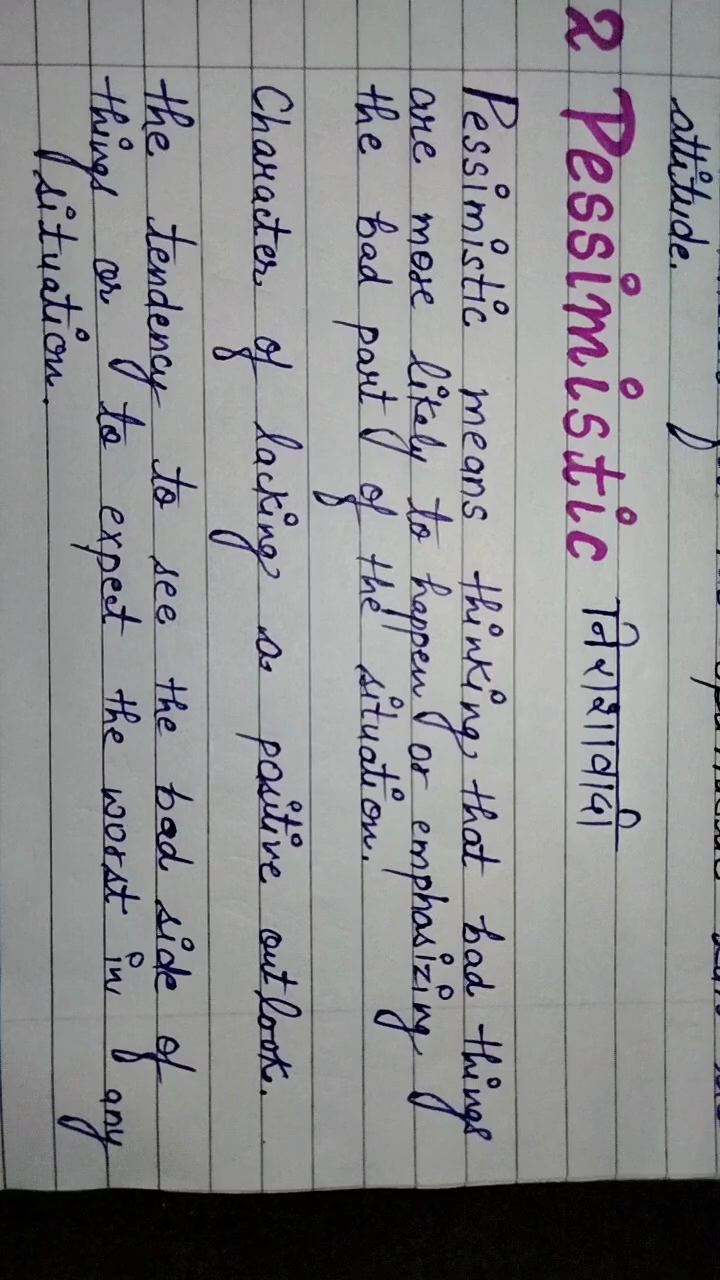 attitude.
2 Pessimistic निराशावादी
Pessimistic means thinking that bad things
are more likely to happen or emphasizing
the bad part of the situation.
Character of lacking a positive outlook.
the tendency to see the bad side of
things or to expect the worst in any
situation.